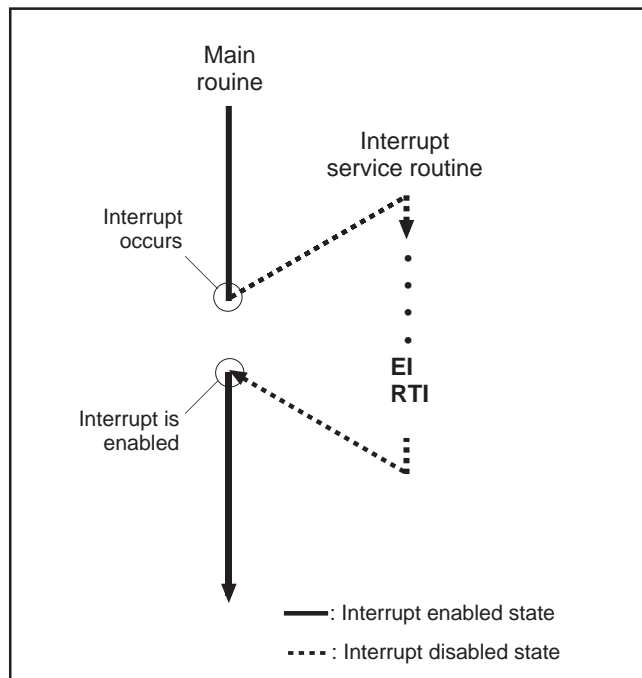 Main
rouine
Interrupt
service routine
Interrupt
occurs
EI
RTI
Interrupt is
enabled
: Interrupt enabled state
: Interrupt disabled state